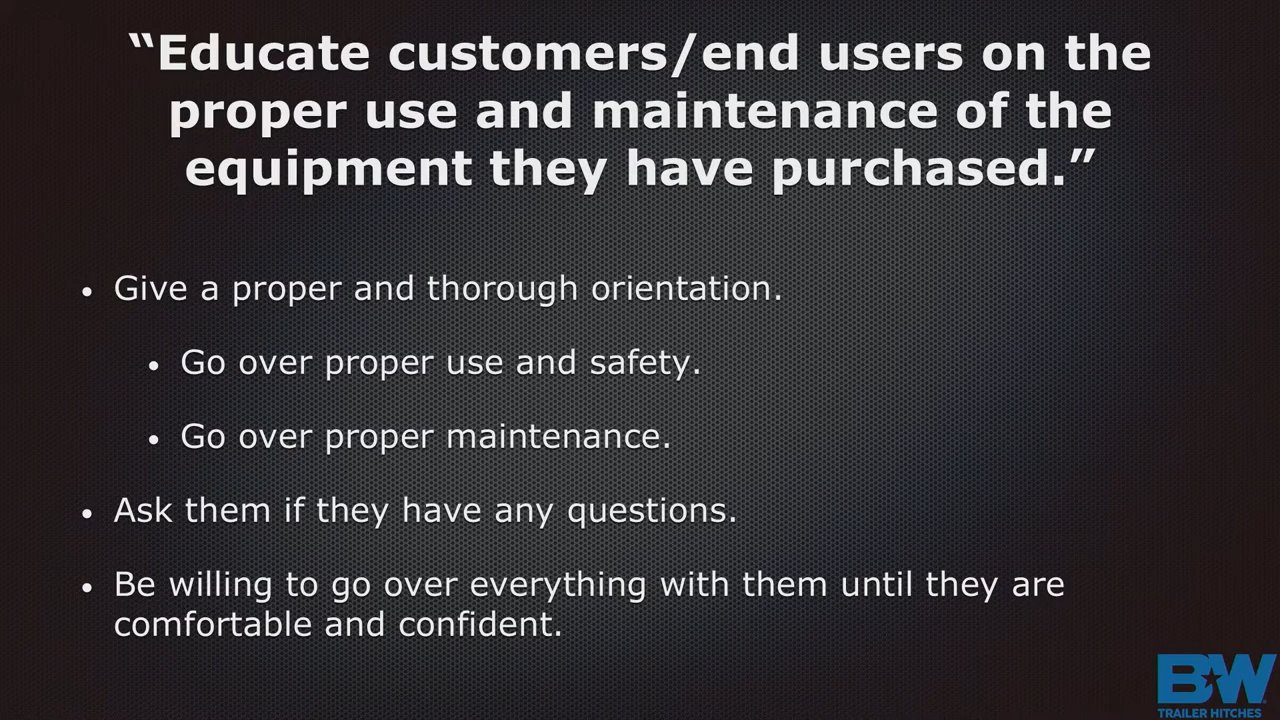 “Educate customers/end users on the
proper use and maintenance of the
equipment they have purchased.”
• Give a proper and thorough orientation.
• Go over proper use and safety.
• Go over proper maintenance.
• Ask them if they have any questions.
• Be willing to go over everything with them until they are
comfortable and confident.
BW
TRAILER HITCHES